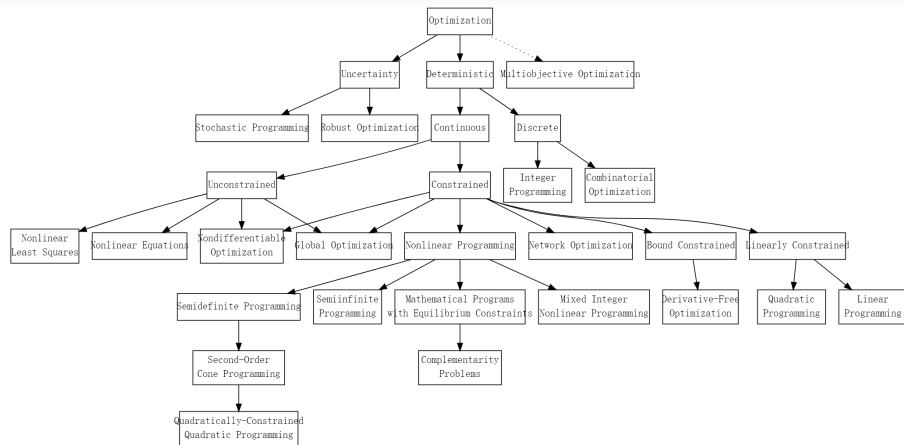 Optimization
Uncertainty
Deterministic
Multiobjective Optimization
Stochastic Programming
Robust Optimization
Continuous
Discrete
Integer
Programming
Combinatorial
Optimization
Unconstrained
Constrained
Nonlinear
Least Squares
Nonlinear Equations
Nondifferentiable
Optimization
Global Optimization
Nonlinear Programming
Network Optimization
Bound Constrained
Linearly Constrained
Semidefinite Programming
Semiinfinite
Programming
Mathematical Programs
with Equilibrium Constraints
Mixed Integer
Nonlinear Programming
Derivative-Free
Optimization
Quadratic
Programming
Linear
Programming
Second-Order
Cone Programming
Complementarity
Problems
Quadratically-Constrained
Quadratic Programming